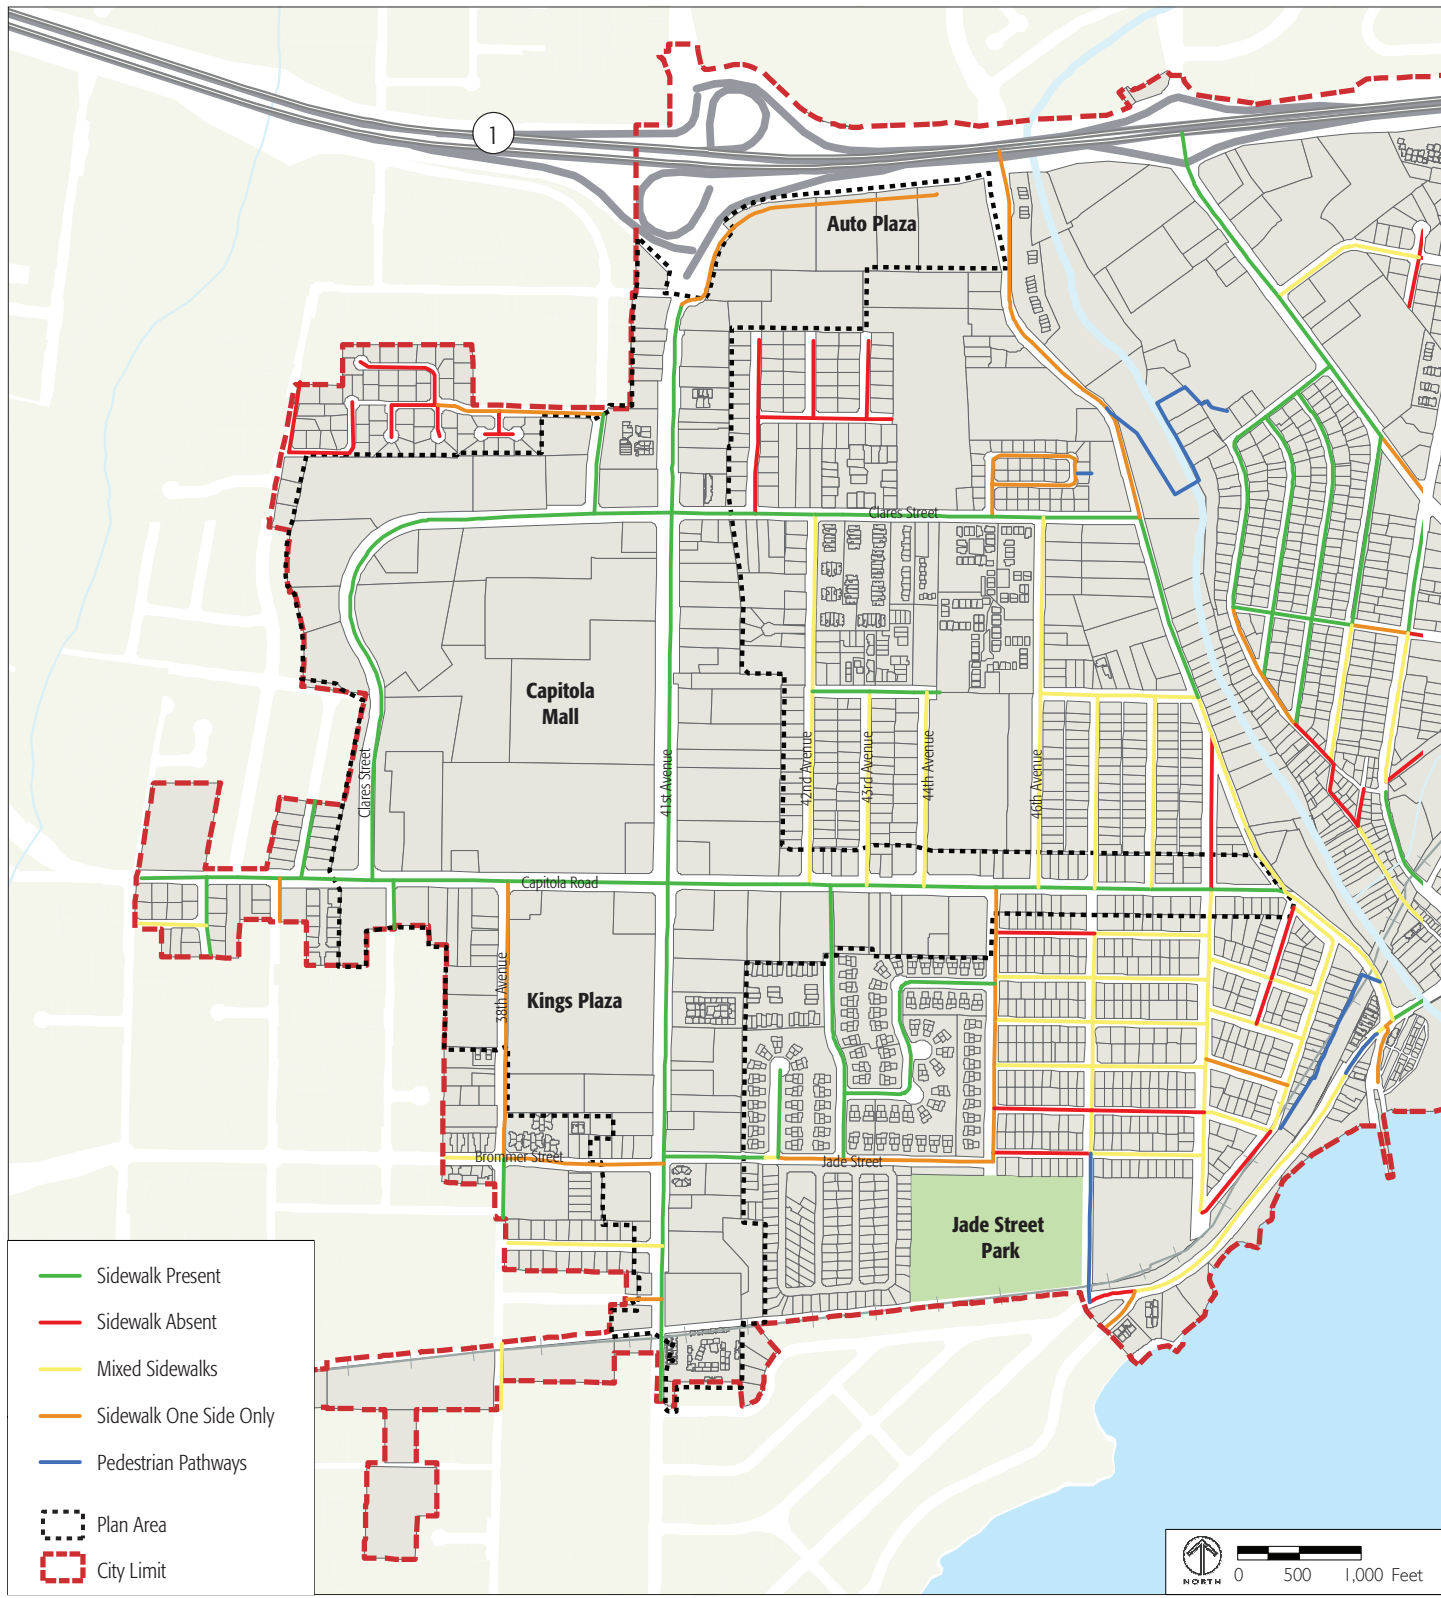 1
Auto Plaza
Clares Street
Capitola
Mall
Clares Street
41st Avenue
42nd Avenue
43rd Avenue
44th Avenue
46th Avenue
Capitola Road
38th Avenue
Kings Plaza
Brommer Street
Jade Street
Jade Street
Park
Sidewalk Present
Sidewalk Absent
Mixed Sidewalks
Sidewalk One Side Only
Pedestrian Pathways
Plan Area
City Limit
NORTH
0 500 1,000 Feet